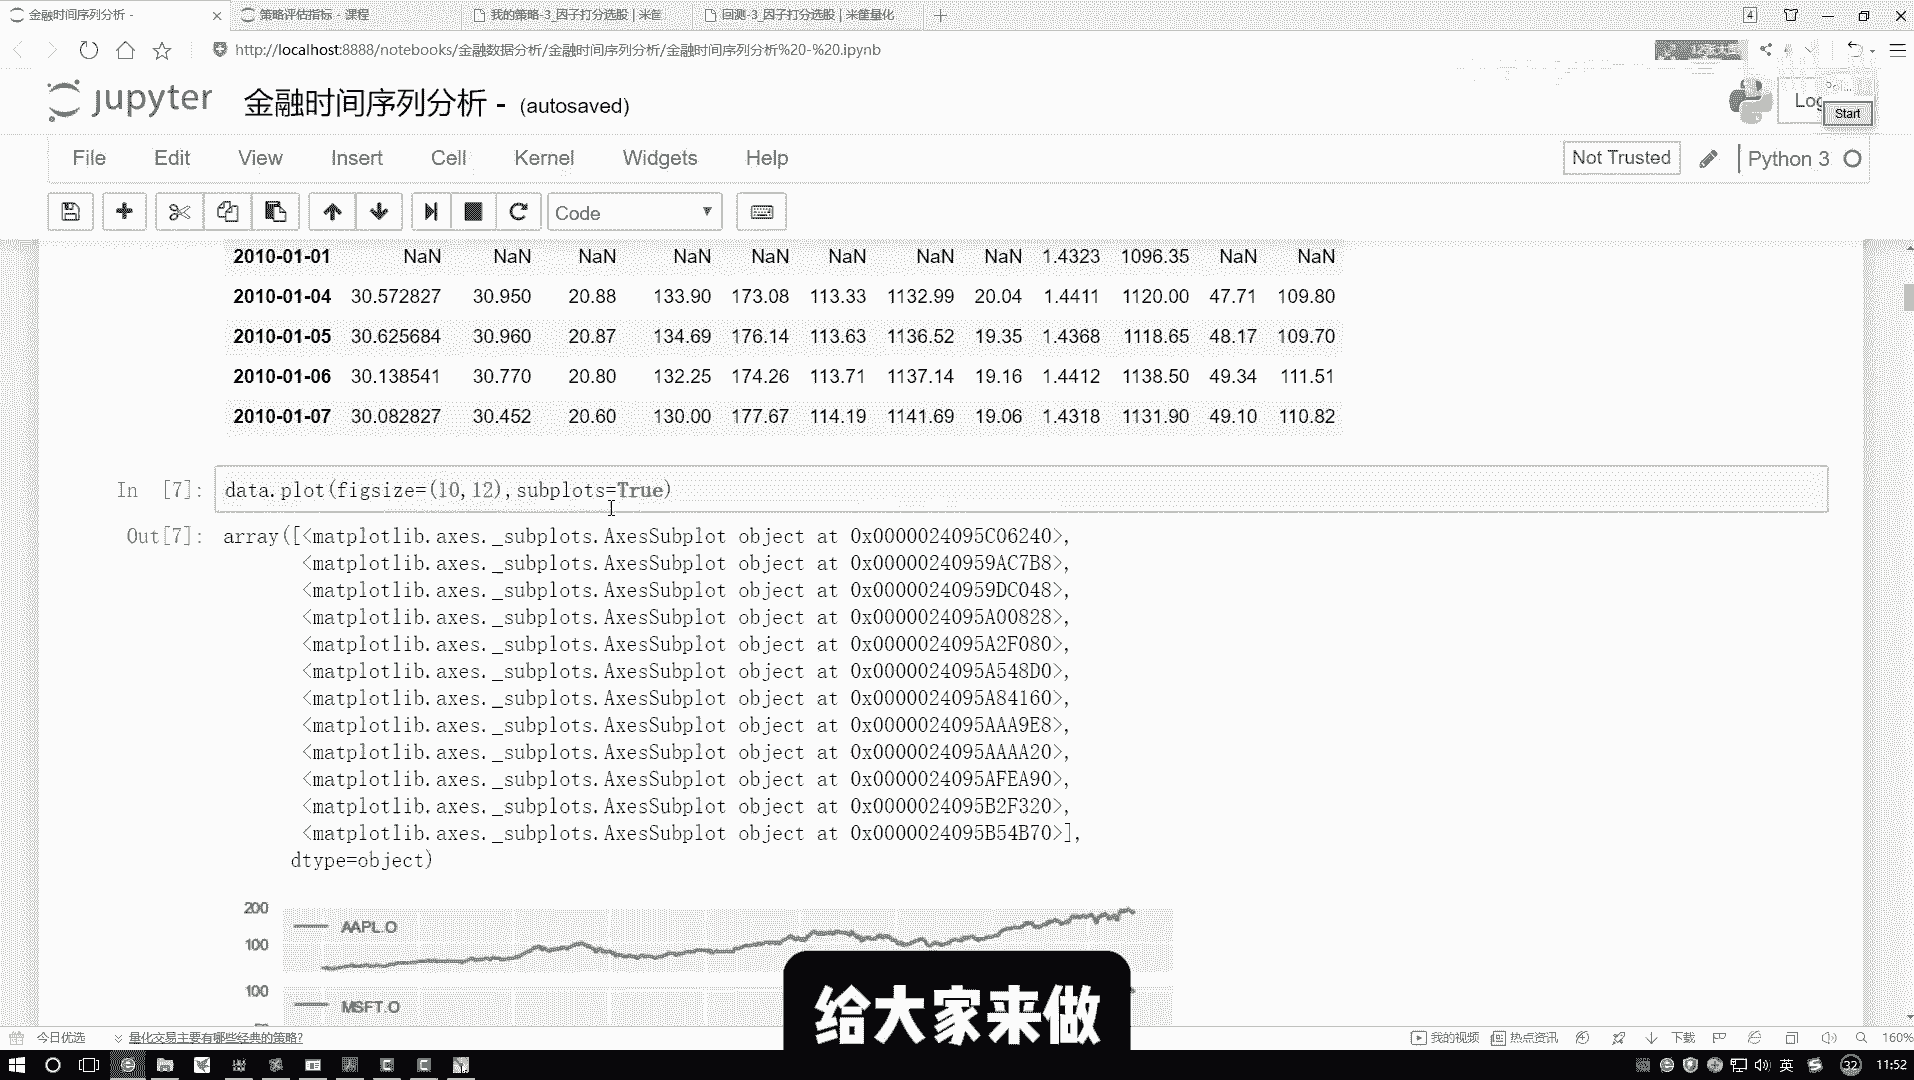 金融时间序列分析 -
策略评估指标 - 课程
我的策略-3_因子打分选股 | 米筐
回测-3_因子打分选股 | 米筐量化
4
http://localhost:8888/notebooks/金融数据分析/金融时间序列分析/金融时间序列分析%20-%20.ipynb
jupyter
金融时间序列分析 - (autosaved)
Start
File Edit View Insert Cell Kernel Widgets Help
Not Trusted
Python 3
Code
2010-01-01 NaN NaN NaN NaN NaN NaN NaN NaN 1.4323 1096.35 NaN NaN
2010-01-04 30.572827 30.950 20.88 133.90 173.08 113.33 1132.99 20.04 1.4411 1120.00 47.71 109.80
2010-01-05 30.625684 30.960 20.87 134.69 176.14 113.63 1136.52 19.35 1.4368 1118.65 48.17 109.70
2010-01-06 30.138541 30.770 20.80 132.25 174.26 113.71 1137.14 19.16 1.4412 1138.50 49.34 111.51
2010-01-07 30.082827 30.452 20.60 130.00 177.67 114.19 1141.69 19.06 1.4318 1131.90 49.10 110.82
In [7]: data.plot(figsize=(10,12),subplots=True)
Out[7]: array([<matplotlib.axes._subplots.AxesSubplot object at 0x0000024095C06240>,
<matplotlib.axes._subplots.AxesSubplot object at 0x00000240959AC7B8>,
<matplotlib.axes._subplots.AxesSubplot object at 0x00000240959DC048>,
<matplotlib.axes._subplots.AxesSubplot object at 0x0000024095A00828>,
<matplotlib.axes._subplots.AxesSubplot object at 0x0000024095A2F080>,
<matplotlib.axes._subplots.AxesSubplot object at 0x0000024095A548D0>,
<matplotlib.axes._subplots.AxesSubplot object at 0x0000024095A84160>,
<matplotlib.axes._subplots.AxesSubplot object at 0x0000024095AAA9E8>,
<matplotlib.axes._subplots.AxesSubplot object at 0x0000024095AAAA20>,
<matplotlib.axes._subplots.AxesSubplot object at 0x0000024095AFEA90>,
<matplotlib.axes._subplots.AxesSubplot object at 0x0000024095B2F320>,
<matplotlib.axes._subplots.AxesSubplot object at 0x0000024095B54B70>],
dtype=object)
200
AAPL.O
100
100
MSFT.O
给大家来做
今日优选
量化交易主要有哪些经典的策略?
我的视频
热点资讯
下载
160%
英
32
11:52